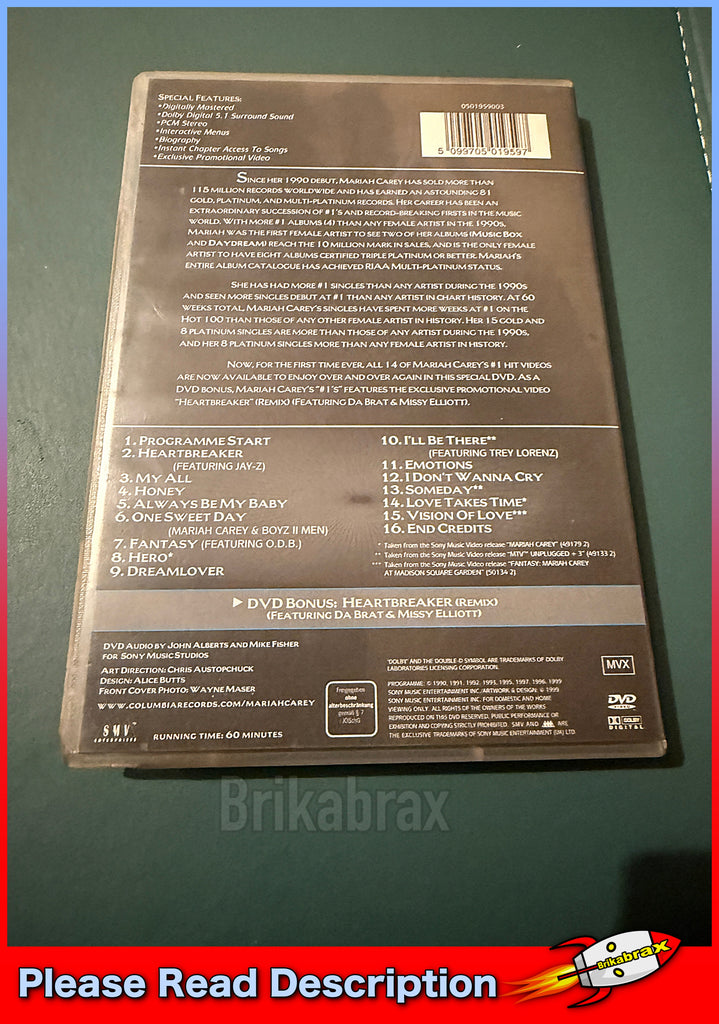 SPECIAL FEATURES:
•Digitally Mastered
•Dolby Digital 5.1 Surround Sound
•PCM Stereo
•Interactive Menus
•Biography
•Instant Chapter Access To Songs
•Exclusive Promotional Video
0501959003
5 099705 019597
SINCE HER 1990 DEBUT, MARIAH CAREY HAS SOLD MORE THAN
115 MILLION RECORDS WORLDWIDE AND HAS EARNED AN ASTOUNDING 81
GOLD, PLATINUM, AND MULTI-PLATINUM RECORDS. HER CAREER HAS BEEN AN
EXTRAORDINARY SUCCESSION OF #1'S AND RECORD-BREAKING FIRSTS IN THE MUSIC
WORLD. WITH MORE #1 ALBUMS (4) THAN ANY FEMALE ARTIST IN THE 1990S,
MARIAH WAS THE FIRST FEMALE ARTIST TO SEE TWO OF HER ALBUMS (MUSIC BOX
AND DAYDREAM) REACH THE 10 MILLION MARK IN SALES, AND IS THE ONLY FEMALE
ARTIST TO HAVE EIGHT ALBUMS CERTIFIED TRIPLE PLATINUM OR BETTER. MARIAH'S
ENTIRE ALBUM CATALOGUE HAS ACHIEVED RIAA MULTI-PLATINUM STATUS.
SHE HAS HAD MORE #1 SINGLES THAN ANY ARTIST DURING THE 1990S
AND SEEN MORE SINGLES DEBUT AT #1 THAN ANY ARTIST IN CHART HISTORY. AT 60
WEEKS TOTAL, MARIAH CAREY'S SINGLES HAVE SPENT MORE WEEKS AT #1 ON THE
HOT 100 THAN THOSE OF ANY OTHER FEMALE ARTIST IN HISTORY. HER 15 GOLD AND
8 PLATINUM SINGLES ARE MORE THAN THOSE OF ANY ARTIST DURING THE 1990S,
AND HER 8 PLATINUM SINGLES MORE THAN ANY FEMALE ARTIST IN HISTORY.
NOW, FOR THE FIRST TIME EVER, ALL 14 OF MARIAH CAREY'S #1 HIT VIDEOS
ARE NOW AVAILABLE TO ENJOY OVER AND OVER AGAIN IN THIS SPECIAL DVD. AS A
DVD BONUS, MARIAH CAREY'S "#1'S" FEATURES THE EXCLUSIVE PROMOTIONAL VIDEO
"HEARTBREAKER" (REMIX) (FEATURING DA BRAT & MISSY ELLIOTT).
1. PROGRAMME START
2. HEARTBREAKER
(FEATURING JAY-Z)
3. MY ALL
4. HONEY
5. ALWAYS BE MY BABY
6. ONE SWEET DAY
(MARIAH CAREY & BOYZ II MEN)
7. FANTASY (FEATURING O.D.B.)
8. HERO*
9. DREAMLOVER
10. I'LL BE THERE**
(FEATURING TREY LORENZ)
11. EMOTIONS
12. I DON'T WANNA CRY
13. SOMEDAY**
14. LOVE TAKES TIME*
15. VISION OF LOVE***
16. END CREDITS
* Taken from the Sony Music Video release "MARIAH CAREY" (49179 2)
** Taken from the Sony Music Video release "MTV™ UNPLUGGED + 3" (49133 2)
*** Taken from the Sony Music Video release "FANTASY: MARIAH CAREY
AT MADISON SQUARE GARDEN" (50134 2)
▶ DVD BONUS: HEARTBREAKER (REMIX)
(FEATURING DA BRAT & MISSY ELLIOTT)
DVD AUDIO BY JOHN ALBERTS AND MIKE FISHER
FOR SONY MUSIC STUDIOS
ART DIRECTION: CHRIS AUSTOPCHUCK
DESIGN: ALICE BUTTS
FRONT COVER PHOTO: WAYNE MASER
WWW.COLUMBIARECORDS.COM/MARIAHCAREY
SMV™
ENTERPRISES
RUNNING TIME: 60 MINUTES
Freigegeben
ohne
altersbeschränkung
gemäß § 7
JÖSchG
"DOLBY" AND THE DOUBLE-D SYMBOL ARE TRADEMARKS OF DOLBY
LABORATORIES LICENSING CORPORATION.
PROGRAMME: © 1990, 1991, 1992, 1993, 1995, 1997, 1998, 1999
SONY MUSIC ENTERTAINMENT INC./ARTWORK & DESIGN: © 1999
SONY MUSIC ENTERTAINMENT INC. FOR DOMESTIC AND HOME
VIEWING ONLY. ALL RIGHTS OF THE OWNERS OF THE WORKS
REPRODUCED ON THIS DVD RESERVED. PUBLIC PERFORMANCE OR
EXHIBITION AND COPYING STRICTLY PROHIBITED. SMV AND ARE
THE EXCLUSIVE TRADEMARKS OF SONY MUSIC ENTERTAINMENT (UK) LTD
MVX
DVD
VIDEO
DOLBY
DIGITAL
Brikabrax
Please Read Description
Brikabrax